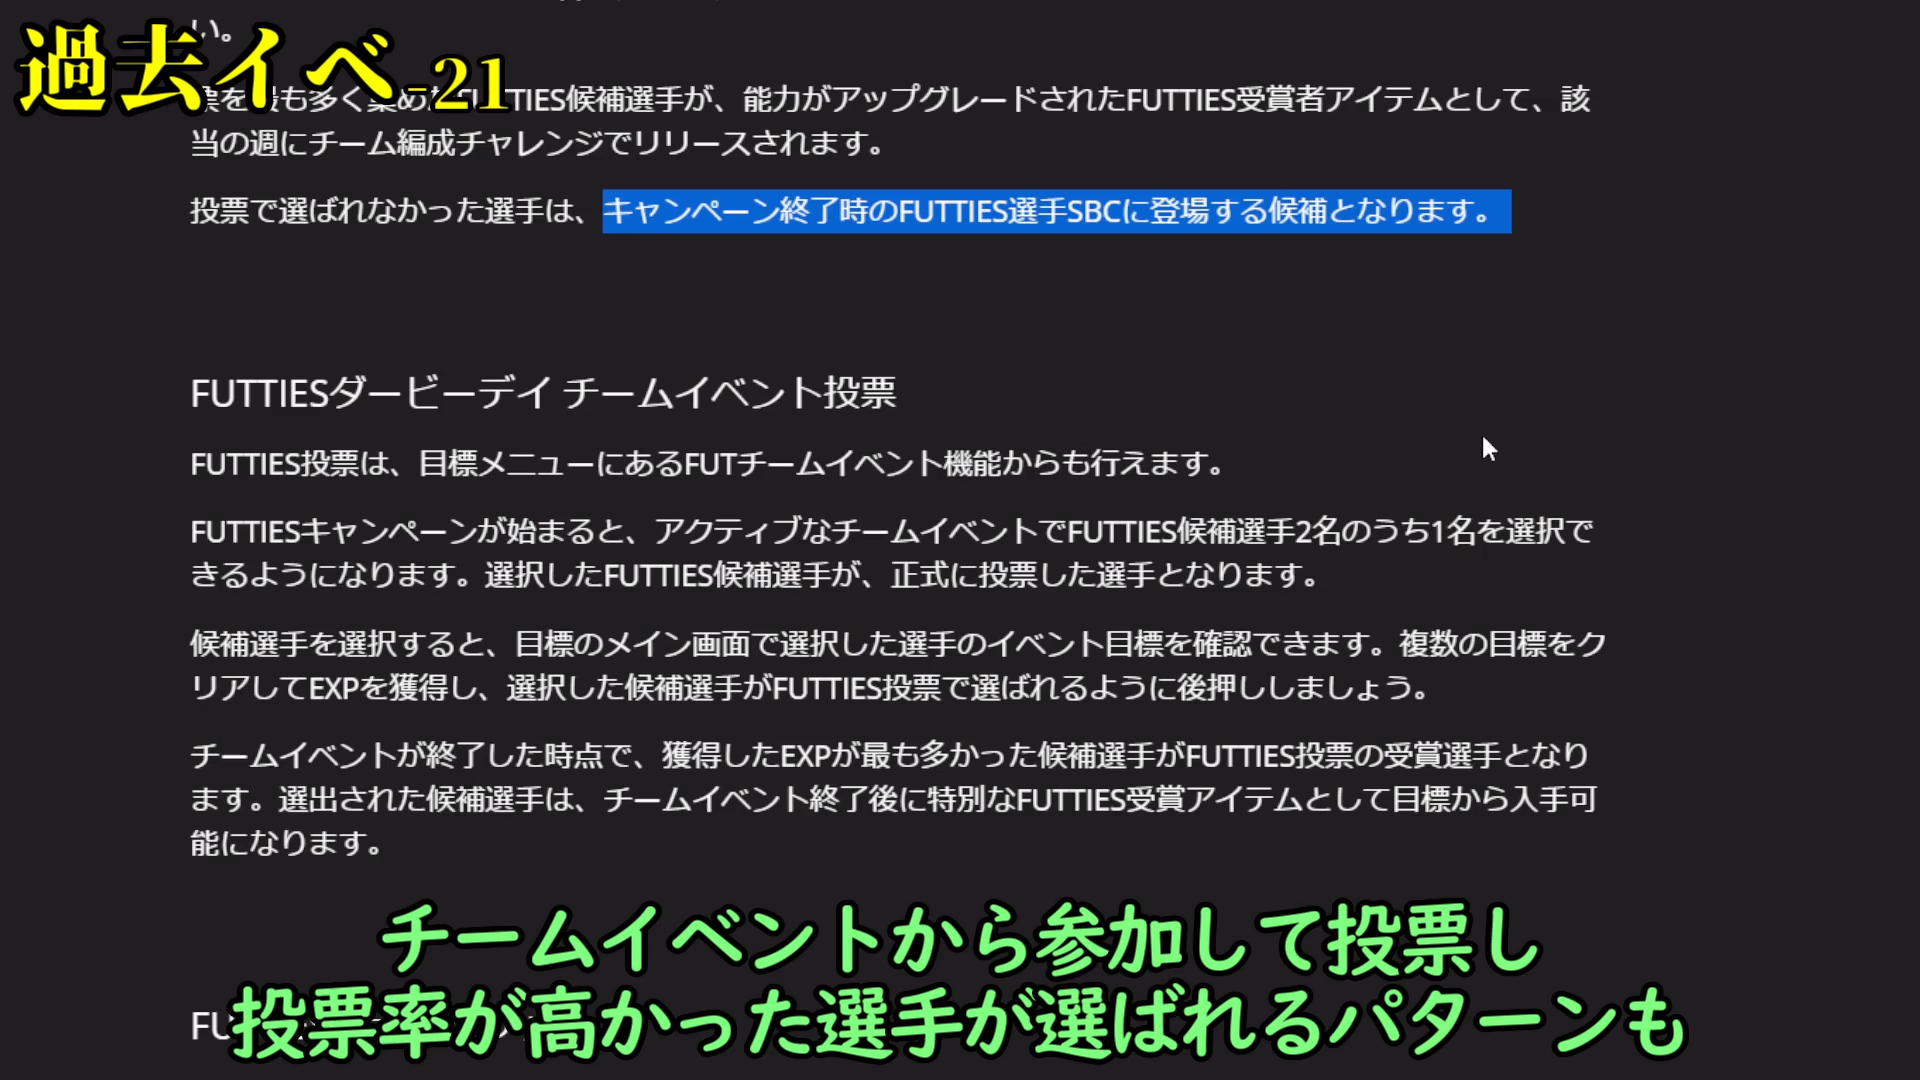 い。
過去イベ-21
票を最も多く集めたFUTTIES候補選手が、能力がアップグレードされたFUTTIES受賞者アイテムとして、該
当の週にチーム編成チャレンジでリリースされます。
投票で選ばれなかった選手は、キャンペーン終了時のFUTTIES選手SBCに登場する候補となります。
FUTTIESダービーデイ チームイベント投票
FUTTIES投票は、目標メニューにあるFUTチームイベント機能からも行えます。
FUTTIESキャンペーンが始まると、アクティブなチームイベントでFUTTIES候補選手2名のうち1名を選択で
きるようになります。選択したFUTTIES候補選手が、正式に投票した選手となります。
候補選手を選択すると、目標のメイン画面で選択した選手のイベント目標を確認できます。複数の目標をク
リアしてEXPを獲得し、選択した候補選手がFUTTIES投票で選ばれるように後押ししましょう。
チームイベントが終了した時点で、獲得したEXPが最も多かった候補選手がFUTTIES投票の受賞選手となり
ます。選出された候補選手は、チームイベント終了後に特別なFUTTIES受賞アイテムとして目標から入手可
能になります。
チームイベントから参加して投票し
FU
投票率が高かった選手が選ばれるパターンも